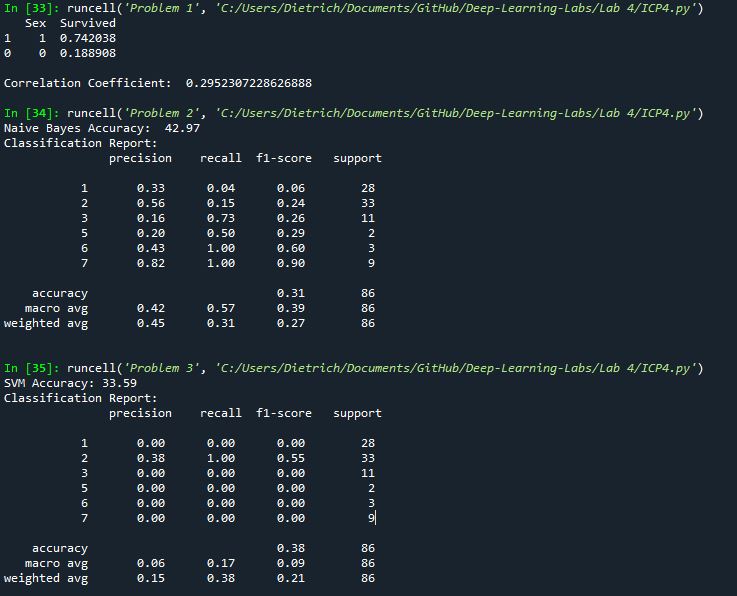 In [33]: runcell('Problem 1', 'C:/Users/Dietrich/Documents/GitHub/Deep-Learning-Labs/Lab 4/ICP4.py')
   Sex  Survived
1    1  0.742038
0    0  0.188908

Correlation Coefficient:  0.2952307228626888

In [34]: runcell('Problem 2', 'C:/Users/Dietrich/Documents/GitHub/Deep-Learning-Labs/Lab 4/ICP4.py')
Naive Bayes Accuracy:  42.97
Classification Report:
               precision    recall  f1-score   support

           1       0.33      0.04      0.06        28
           2       0.56      0.15      0.24        33
           3       0.16      0.73      0.26        11
           5       0.20      0.50      0.29         2
           6       0.43      1.00      0.60         3
           7       0.82      1.00      0.90         9

    accuracy                           0.31        86
   macro avg       0.42      0.57      0.39        86
weighted avg       0.45      0.31      0.27        86

In [35]: runcell('Problem 3', 'C:/Users/Dietrich/Documents/GitHub/Deep-Learning-Labs/Lab 4/ICP4.py')
SVM Accuracy: 33.59
Classification Report:
               precision    recall  f1-score   support

           1       0.00      0.00      0.00        28
           2       0.38      1.00      0.55        33
           3       0.00      0.00      0.00        11
           5       0.00      0.00      0.00         2
           6       0.00      0.00      0.00         3
           7       0.00      0.00      0.00         9

    accuracy                           0.38        86
   macro avg       0.06      0.17      0.09        86
weighted avg       0.15      0.38      0.21        86